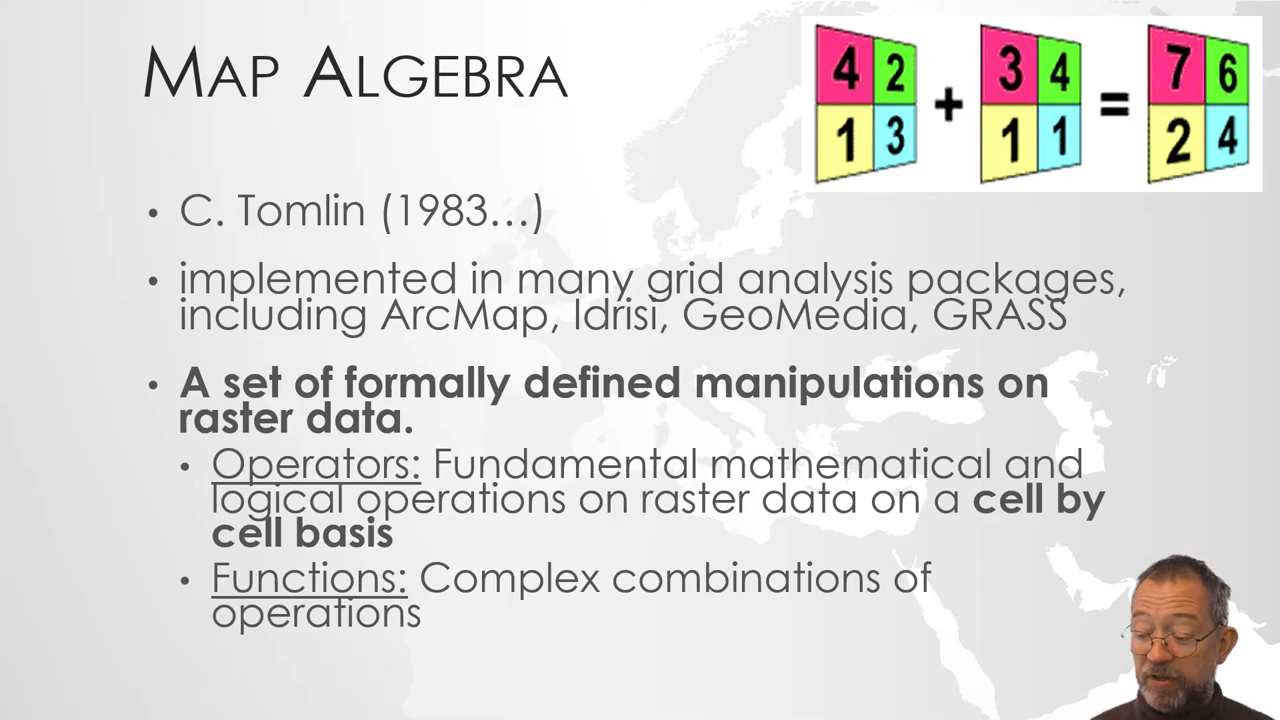 Map Algebra
4 2 3 4 7 6
+ =
1 3 1 1 2 4
• C. Tomlin (1983…)
• implemented in many grid analysis packages,
including ArcMap, Idrisi, GeoMedia, GRASS
• A set of formally defined manipulations on
raster data.
• Operators: Fundamental mathematical and
logical operations on raster data on a cell by
cell basis
• Functions: Complex combinations of
operations